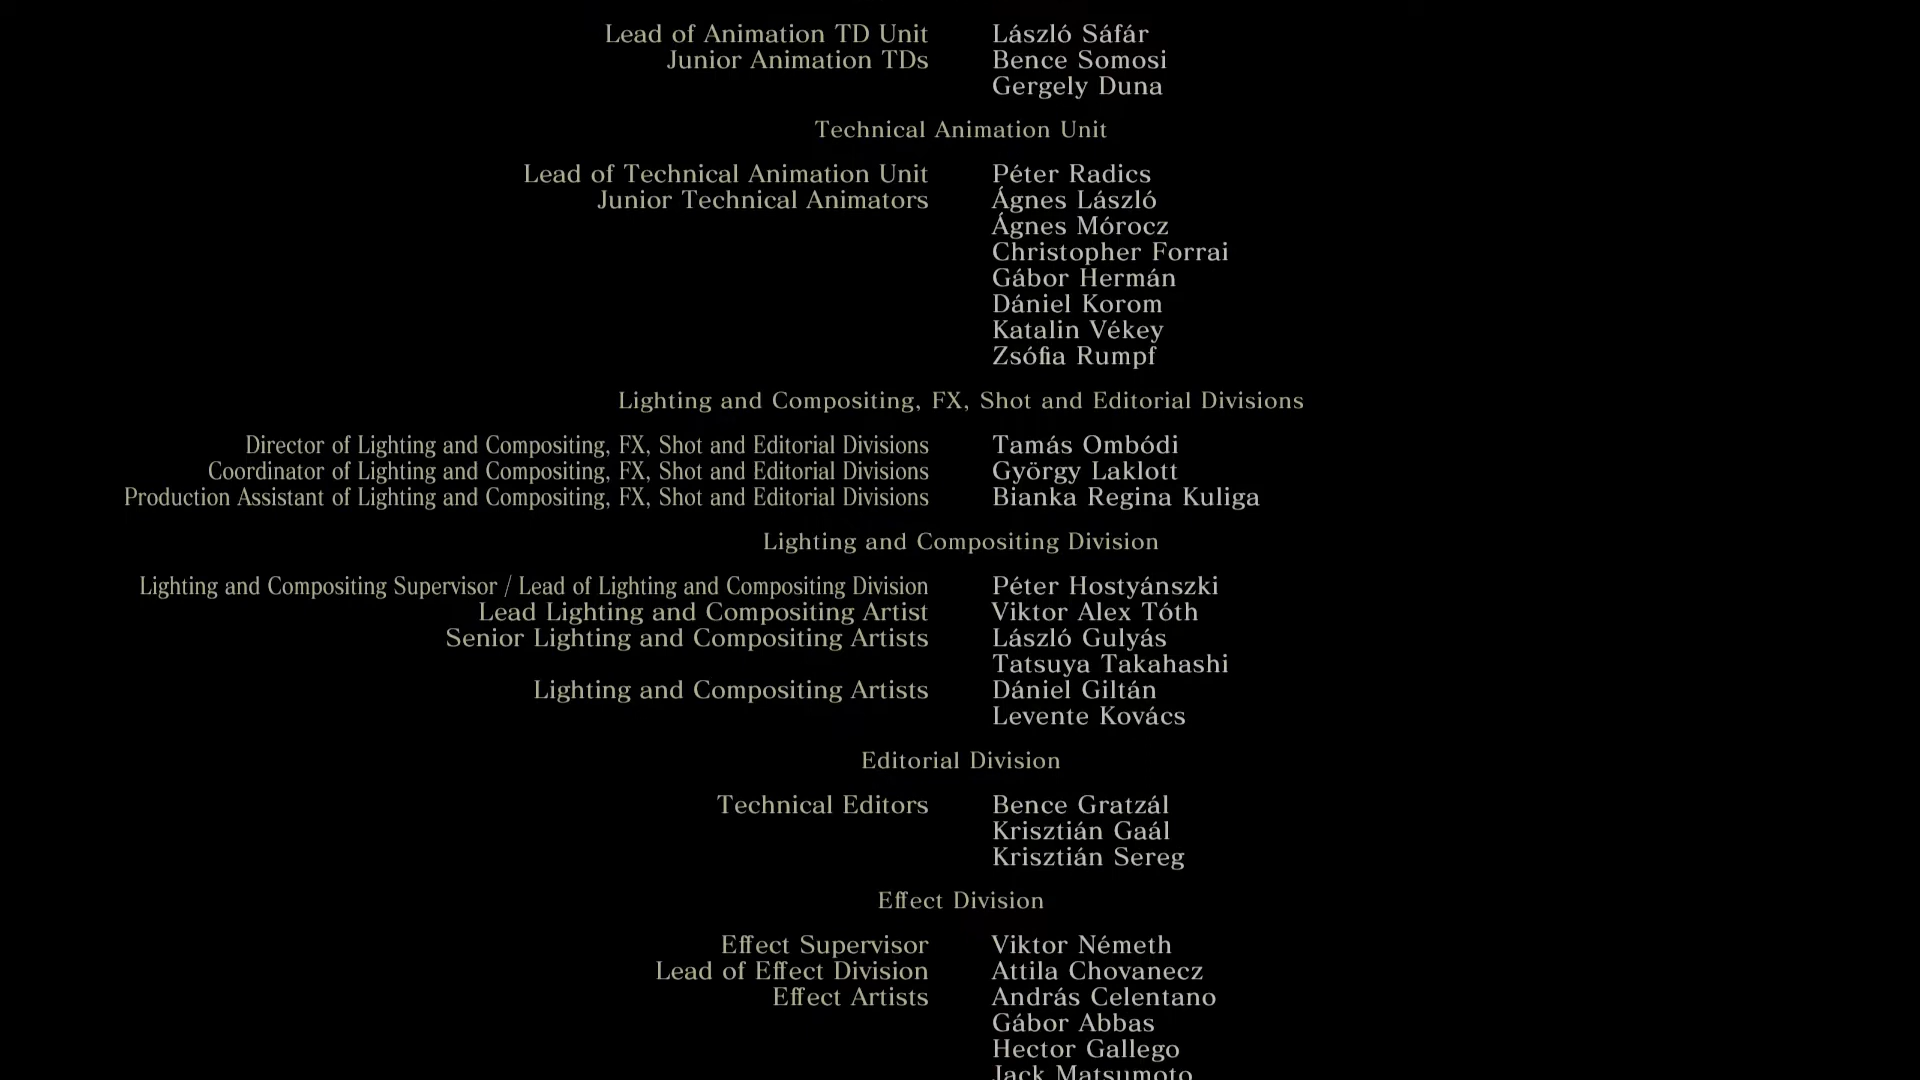 Lead of Animation TD Unit László Sáfár
Junior Animation TDs Bence Somosi
Gergely Duna
Technical Animation Unit
Lead of Technical Animation Unit Péter Radics
Junior Technical Animators Ágnes László
Ágnes Mórocz
Christopher Forrai
Gábor Hermán
Dániel Korom
Katalin Vékey
Zsófia Rumpf
Lighting and Compositing, FX, Shot and Editorial Divisions
Director of Lighting and Compositing, FX, Shot and Editorial Divisions Tamás Ombódi
Coordinator of Lighting and Compositing, FX, Shot and Editorial Divisions György Laklott
Production Assistant of Lighting and Compositing, FX, Shot and Editorial Divisions Bianka Regina Kuliga
Lighting and Compositing Division
Lighting and Compositing Supervisor / Lead of Lighting and Compositing Division Péter Hostyánszki
Lead Lighting and Compositing Artist Viktor Alex Tóth
Senior Lighting and Compositing Artists László Gulyás
Tatsuya Takahashi
Lighting and Compositing Artists Dániel Giltán
Levente Kovács
Editorial Division
Technical Editors Bence Gratzál
Krisztián Gaál
Krisztián Sereg
Effect Division
Effect Supervisor Viktor Németh
Lead of Effect Division Attila Chovanecz
Effect Artists András Celentano
Gábor Abbas
Hector Gallego
Jack Matsumoto